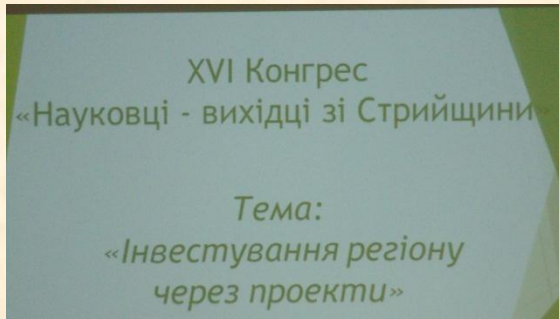 XVI Конгрес
«Науковці - вихідці зі Стрийщини»
Тема:
«Інвестування регіону
через проекти»